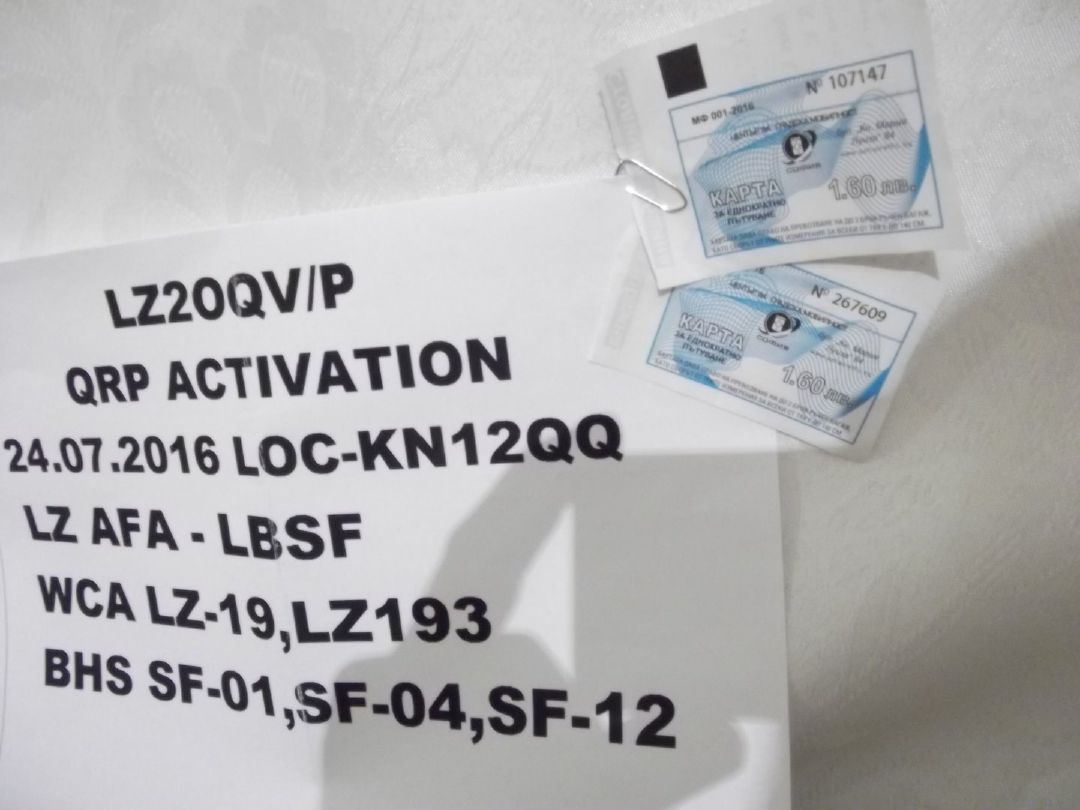 LZ2OQV/P
QRP ACTIVATION
24.07.2016 LOC-KN12QQ
LZ AFA - LBSF
WCA LZ-19,LZ193
BHS SF-01,SF-04,SF-12
№ 107147
МФ 001-2016
КАРТА
ЗА ЕДНОКРАТНО
ПЪТУВАНЕ
1.60 лв.
№ 267609
КАРТА
ЗА ЕДНОКРАТНО
ПЪТУВАНЕ
1.60 лв.